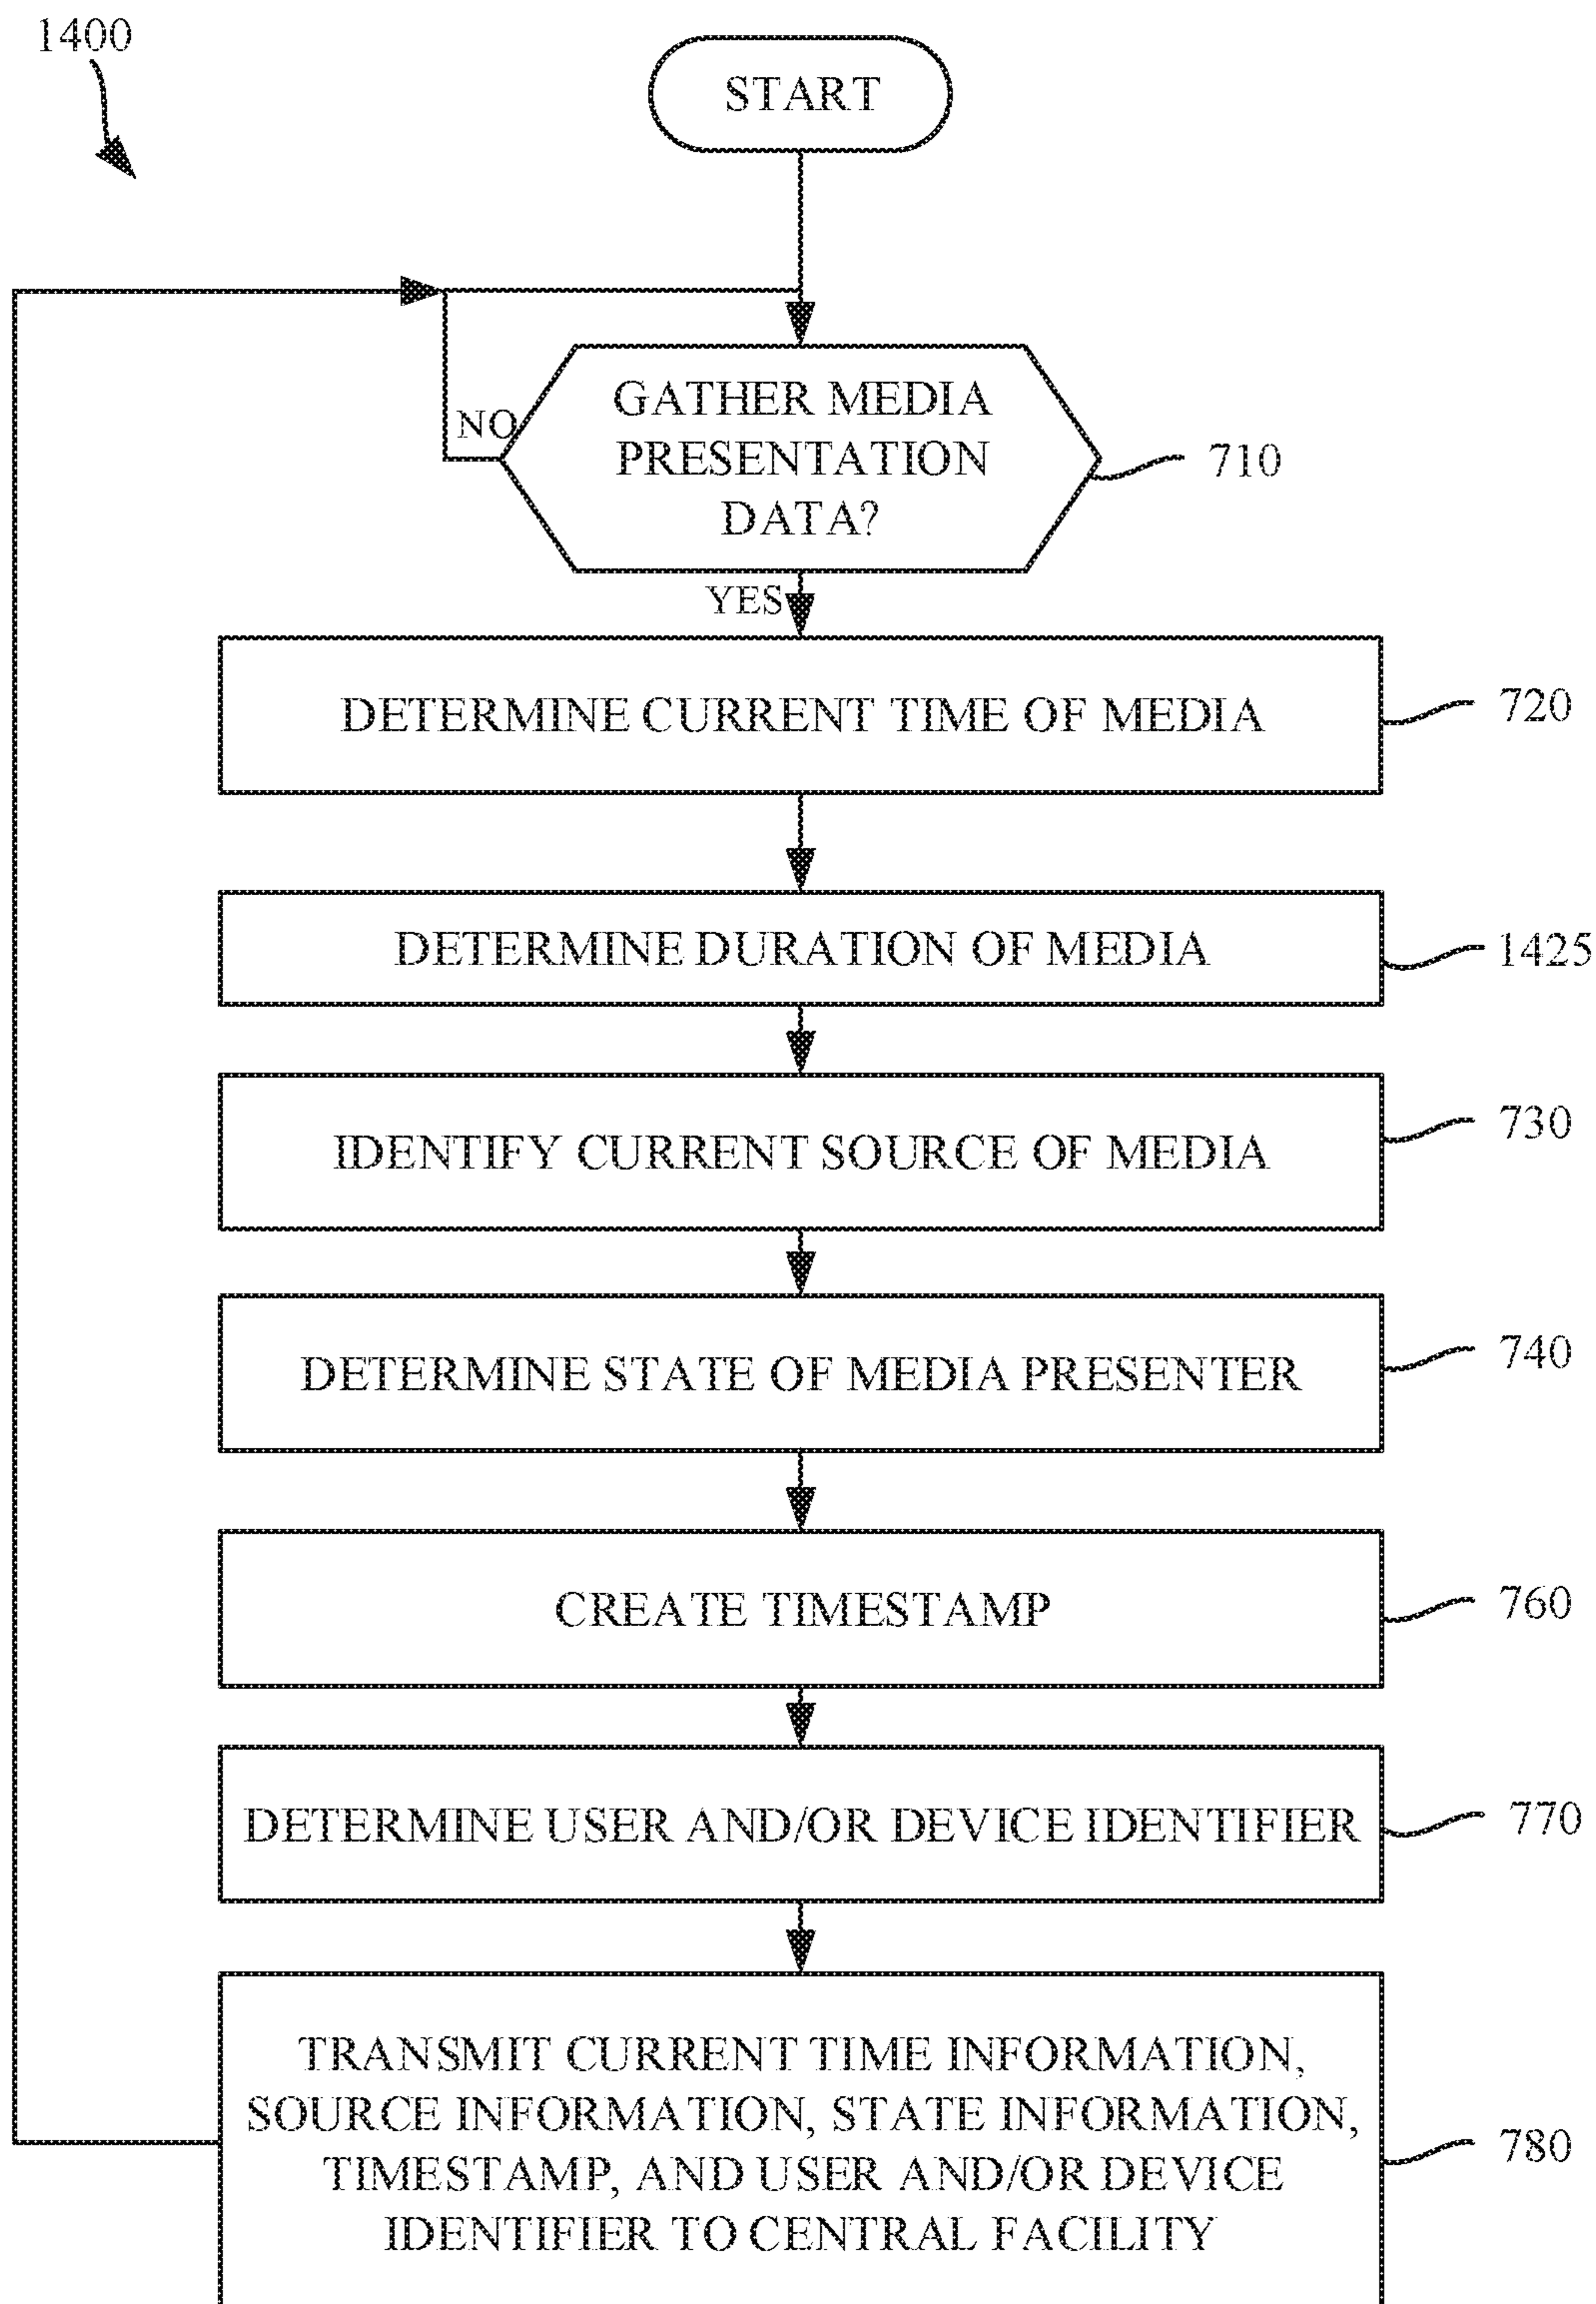 1400
START
GATHER MEDIA
PRESENTATION
DATA?
NO
710
YES
DETERMINE CURRENT TIME OF MEDIA
720
DETERMINE DURATION OF MEDIA
1425
IDENTIFY CURRENT SOURCE OF MEDIA
730
DETERMINE STATE OF MEDIA PRESENTER
740
CREATE TIMESTAMP
760
DETERMINE USER AND/OR DEVICE IDENTIFIER
770
TRANSMIT CURRENT TIME INFORMATION,
SOURCE INFORMATION, STATE INFORMATION,
TIMESTAMP, AND USER AND/OR DEVICE
IDENTIFIER TO CENTRAL FACILITY
780